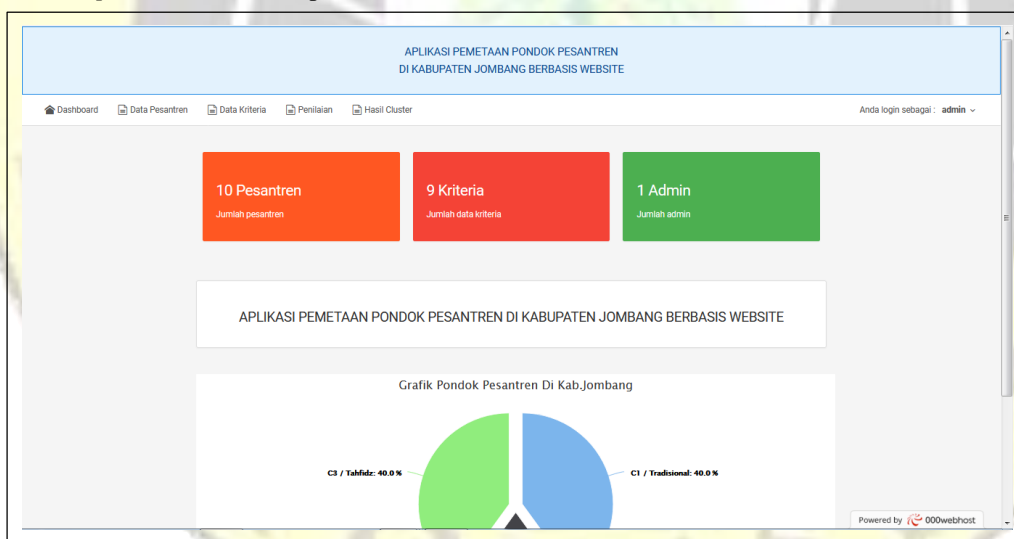 APLIKASI PEMETAAN PONDOK PESANTREN
DI KABUPATEN JOMBANG BERBASIS WEBSITE
Dashboard Data Pesantren Data Kriteria Penilaian Hasil Cluster Anda login sebagai : admin
10 Pesantren
Jumlah pesantren
9 Kriteria
Jumlah data kriteria
1 Admin
Jumlah admin
APLIKASI PEMETAAN PONDOK PESANTREN DI KABUPATEN JOMBANG BERBASIS WEBSITE
Grafik Pondok Pesantren Di Kab.Jombang
C3 / Tahfidz: 40.0 %
C1 / Tradisional: 40.0 %
Powered by 000webhost